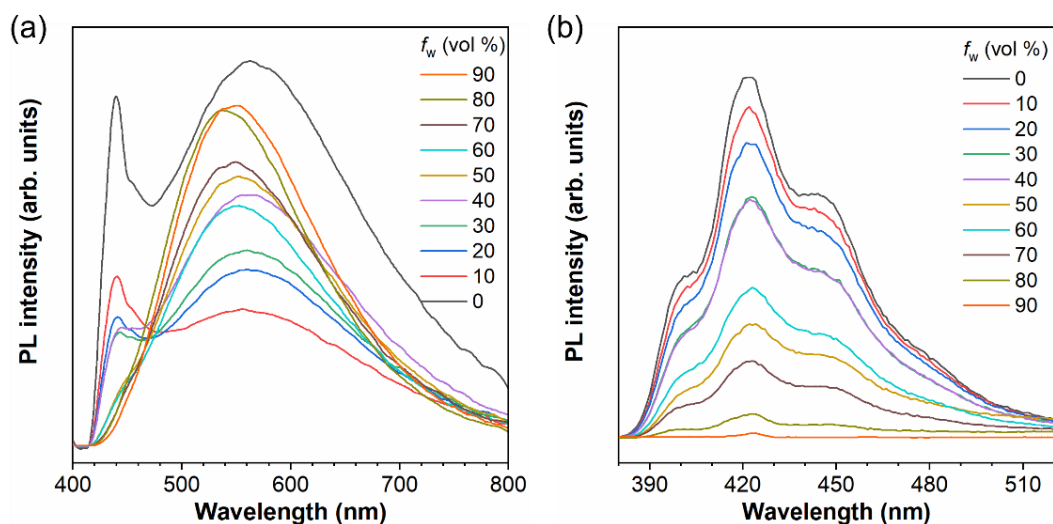 (a)
PL intensity (arb. units)
f_w (vol %)
90
80
70
60
50
40
30
20
10
0
400 500 600 700 800
Wavelength (nm)
(b)
PL intensity (arb. units)
f_w (vol %)
0
10
20
30
40
50
60
70
80
90
390 420 450 480 510
Wavelength (nm)